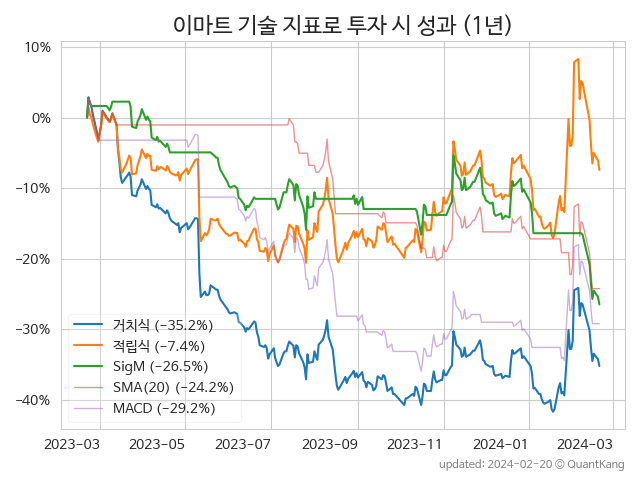 이마트 기술 지표로 투자 시 성과 (1년)
10%
0%
−10%
−20%
−30%
−40%
거치식 (−35.2%)
적립식 (−7.4%)
SigM (−26.5%)
SMA(20) (−24.2%)
MACD (−29.2%)
2023-03
2023-05
2023-07
2023-09
2023-11
2024-01
2024-03
updated: 2024-02-20 © QuantKang